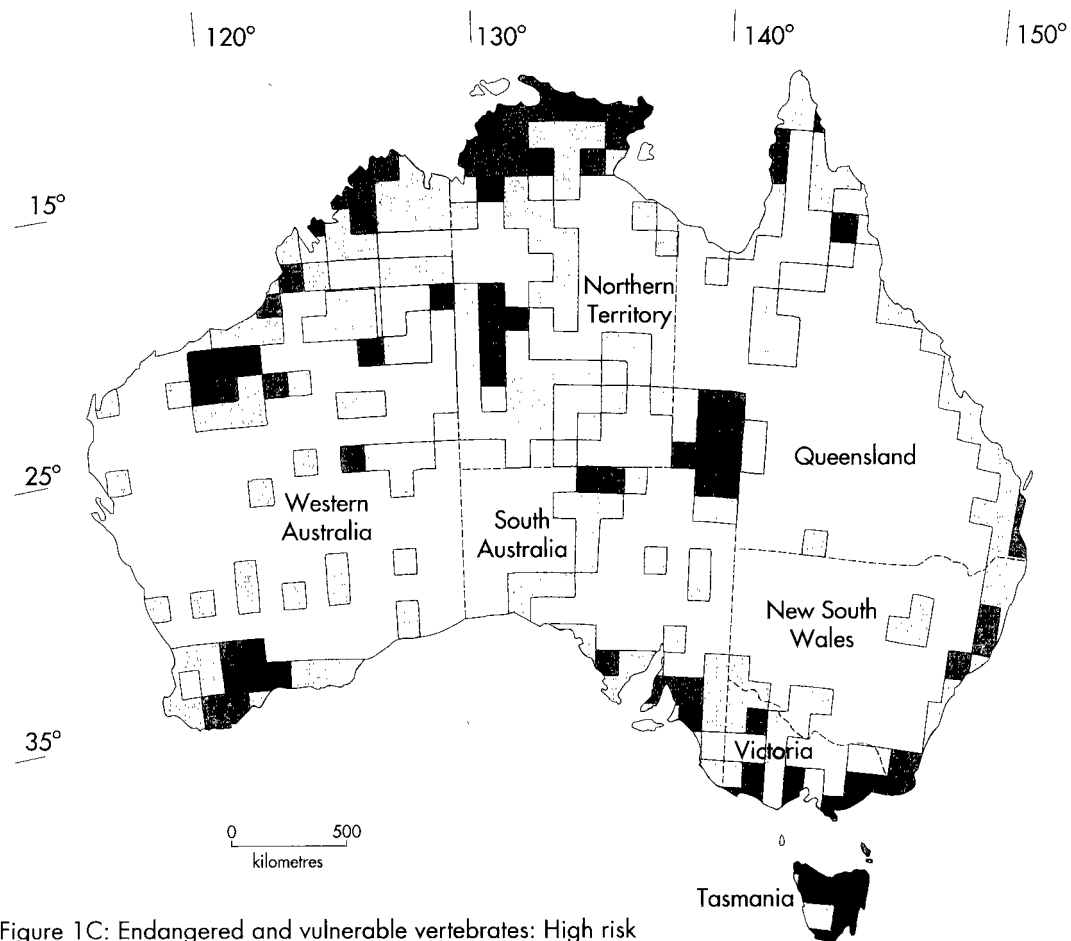 120° 130° 140° 150°
15°
Northern
Territory
25°
Queensland
Western
Australia
South
Australia
New South
Wales
35°
Victoria
0 500
kilometres
Tasmania
Figure 1C: Endangered and vulnerable vertebrates: High risk